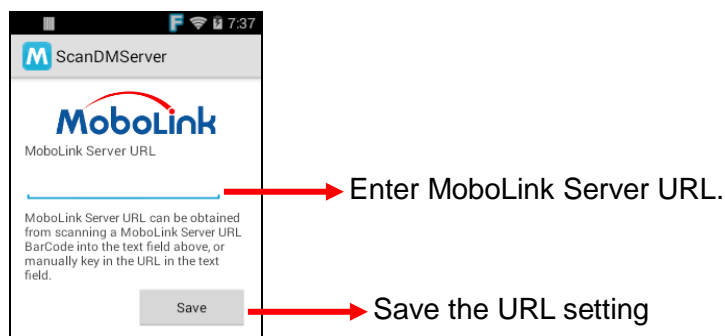 F 7:37
M ScanDMServer
MoboLink
MoboLink Server URL
Enter MoboLink Server URL.
MoboLink Server URL can be obtained
from scanning a MoboLink Server URL
BarCode into the text field above, or
manually key in the URL in the text
field.
Save
Save the URL setting